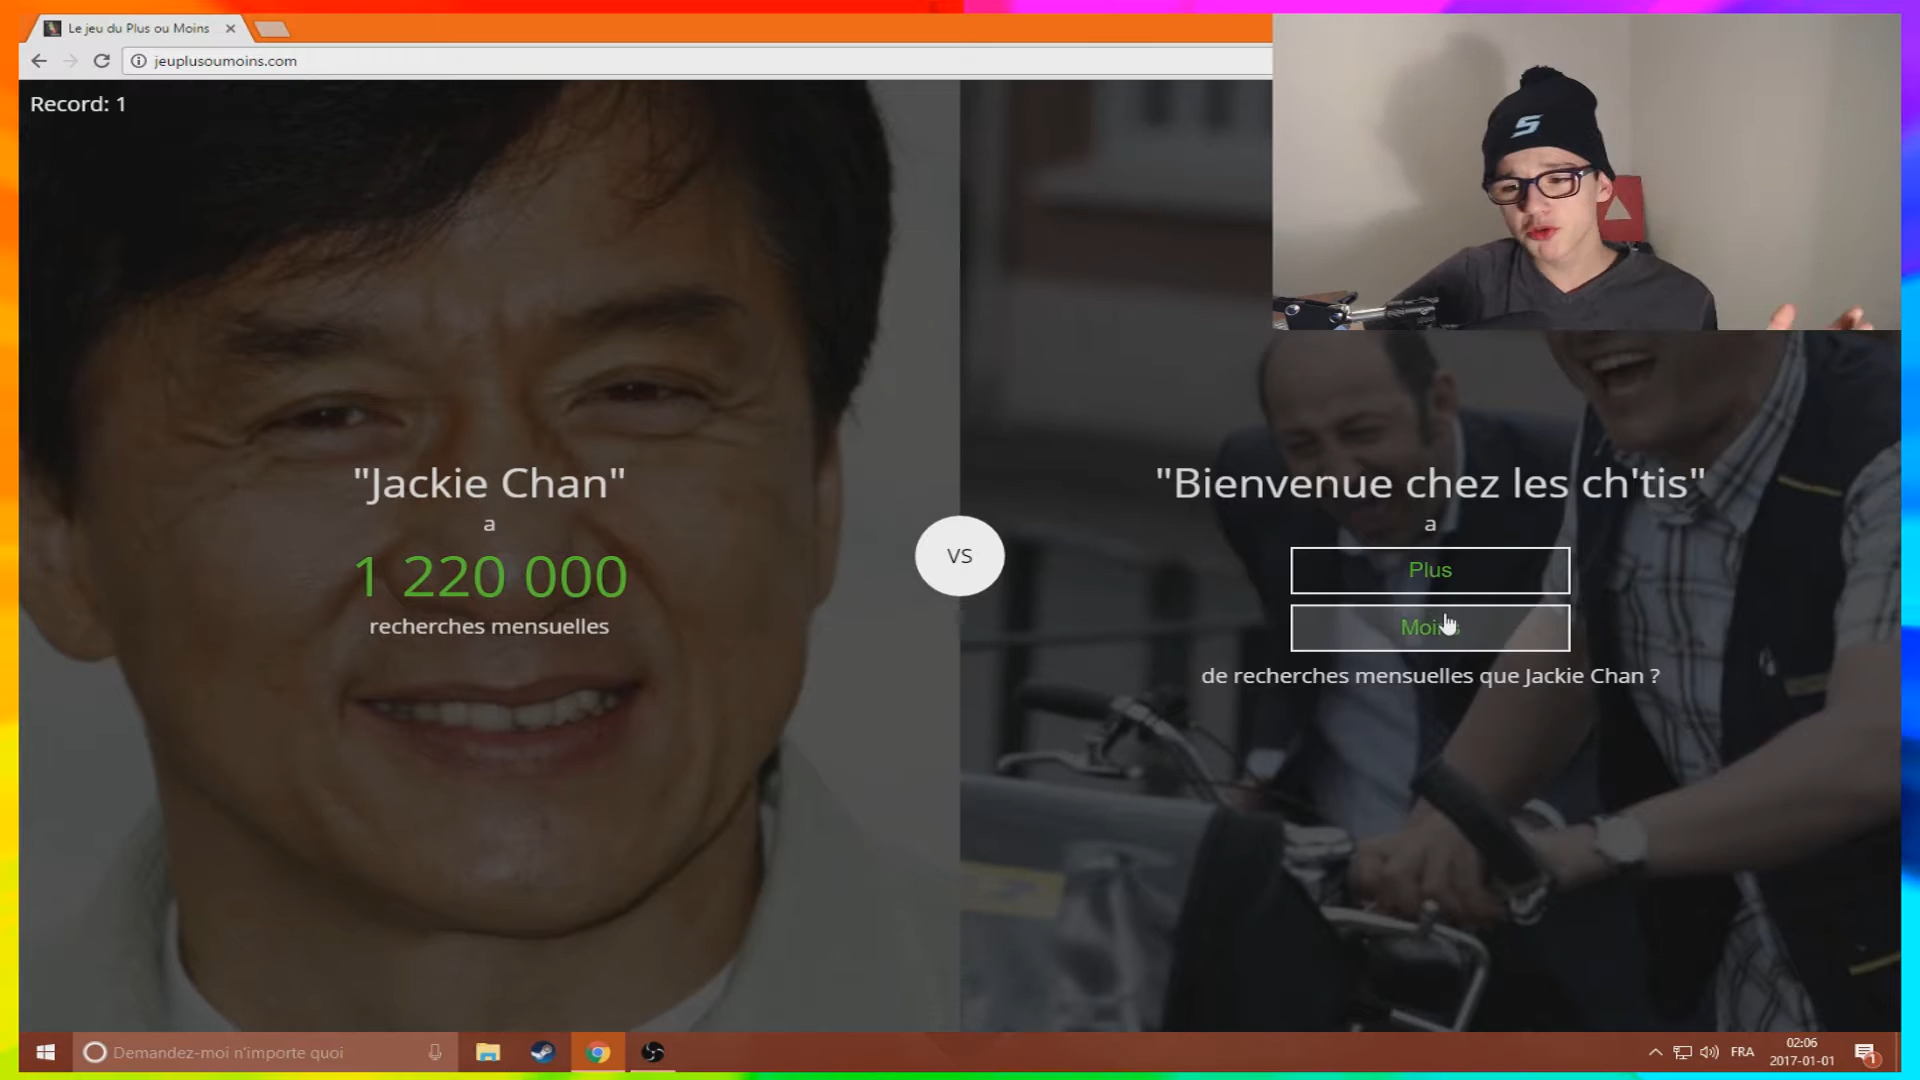 Le jeu du Plus ou Moins
jeuplusoumoins.com
Record: 1
S
"Jackie Chan"
a
1 220 000
recherches mensuelles
VS
"Bienvenue chez les ch'tis"
a
Plus
de recherches mensuelles que Jackie Chan ?
Demandez-moi n'importe quoi
FRA
02:06
2017-01-01
1